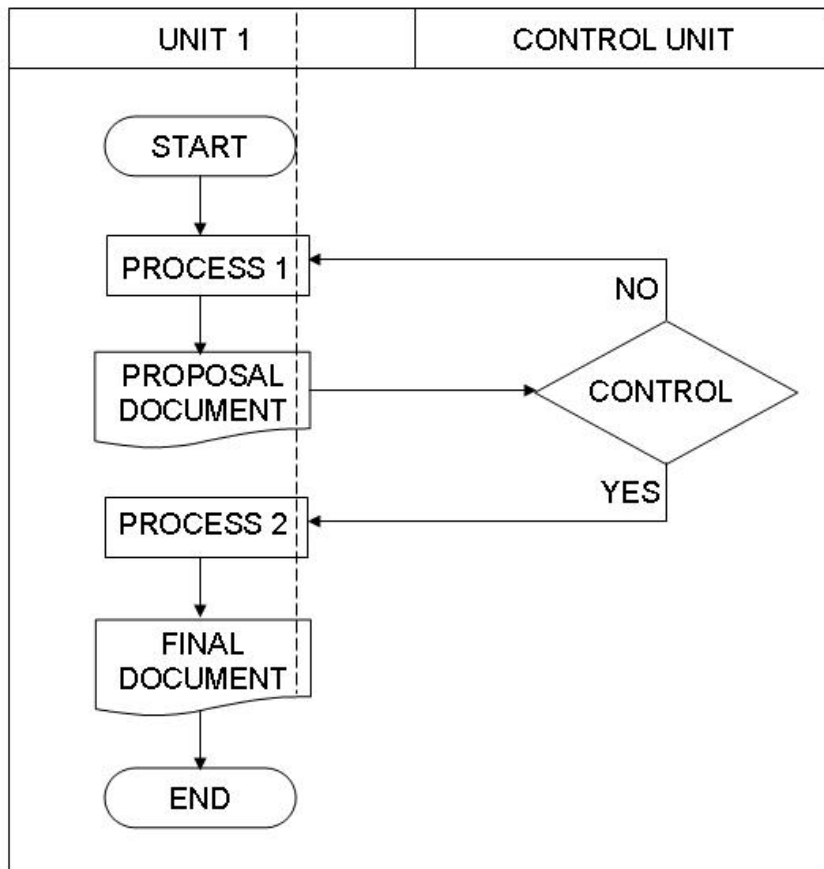 UNIT 1
CONTROL UNIT
START
PROCESS 1
NO
PROPOSAL
DOCUMENT
CONTROL
YES
PROCESS 2
FINAL
DOCUMENT
END